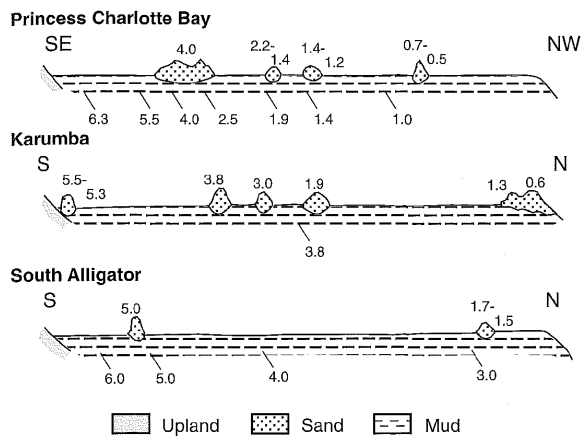 Princess Charlotte Bay
SE NW
4.0 2.2-1.4 1.4-1.2 0.7-0.5
6.3 5.5 4.0 2.5 1.9 1.4 1.0
Karumba
S N
5.5-5.3 3.8 3.0 1.9 1.3 0.6
3.8
South Alligator
S N
5.0 1.7-1.5
6.0 5.0 4.0 3.0
Upland Sand Mud